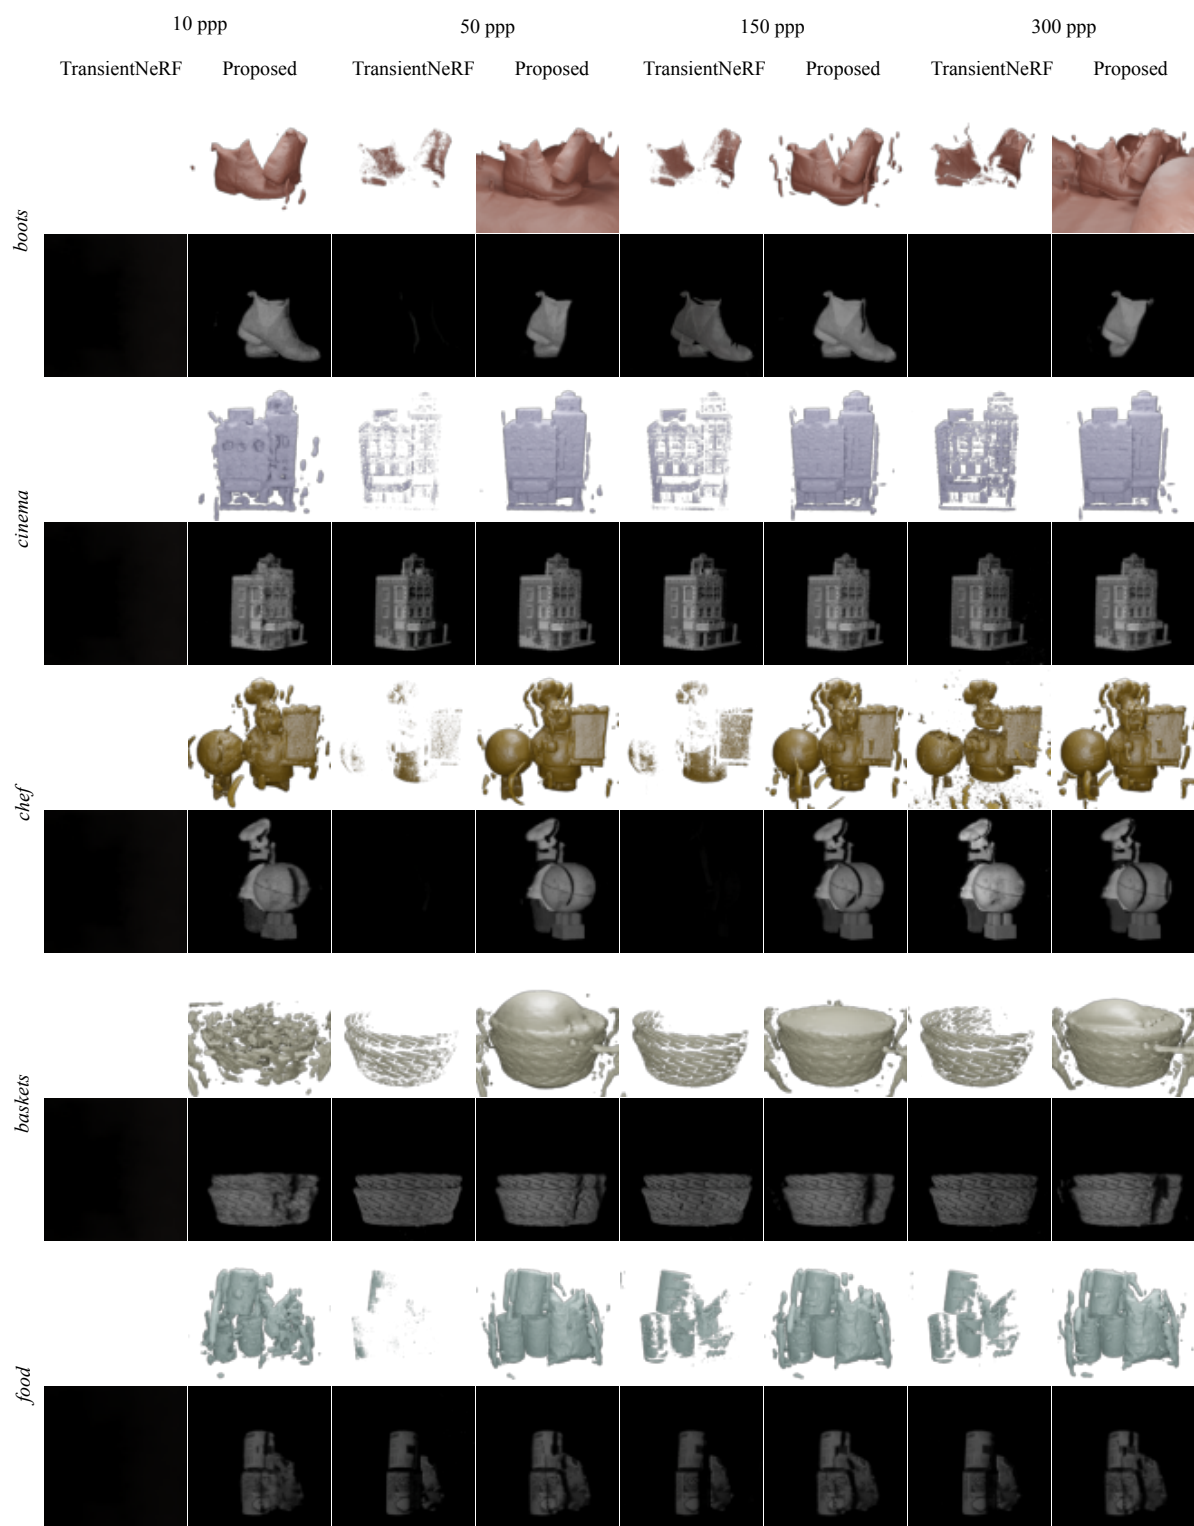 10 ppp 50 ppp 150 ppp 300 ppp
TransientNeRF Proposed TransientNeRF Proposed TransientNeRF Proposed TransientNeRF Proposed
boots
cinema
chef
baskets
food